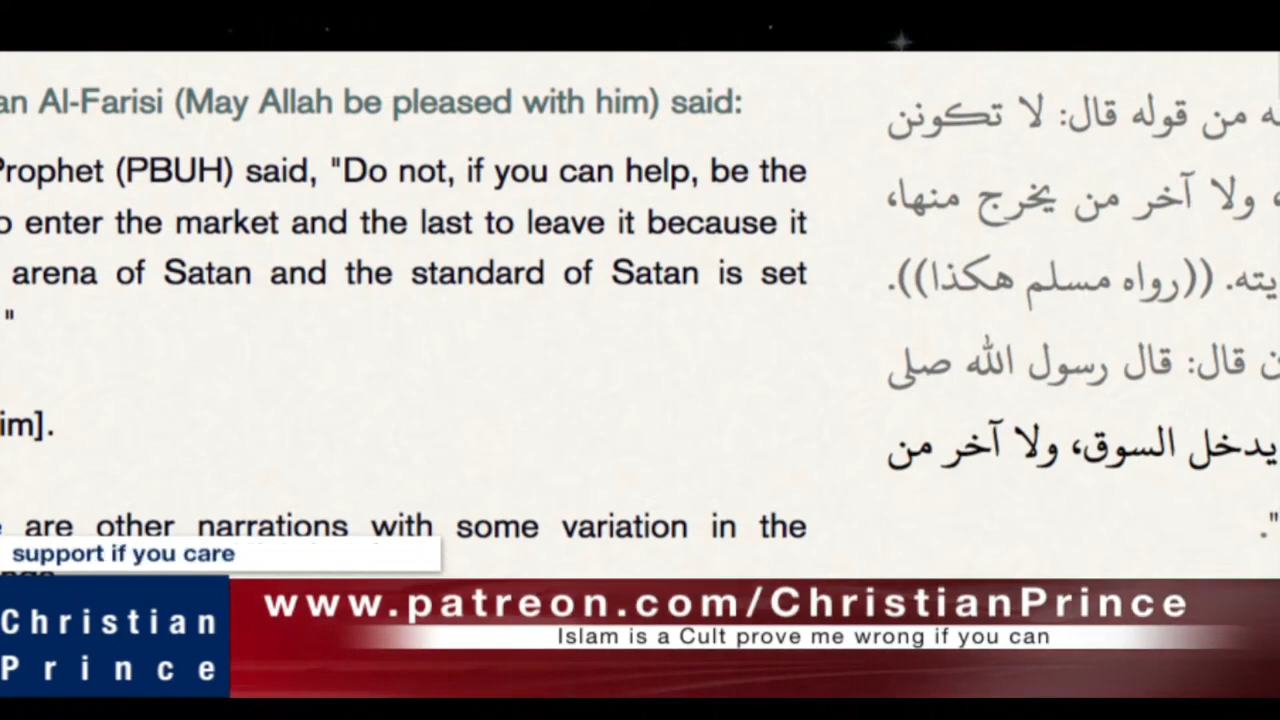 an Al-Farisi (May Allah be pleased with him) said:
Prophet (PBUH) said, "Do not, if you can help, be the
o enter the market and the last to leave it because it
arena of Satan and the standard of Satan is set
"
im].
are other narrations with some variation in the
ه من قوله قال: لا تكونن
، ولا آخر من يخرج منها،
يته. ((رواه مسلم هكذا)).
ن قال: قال رسول الله صلى
يدخل السوق، ولا آخر من
".
support if you care
Christian
Prince
www.patreon.com/ChristianPrince
Islam is a Cult prove me wrong if you can